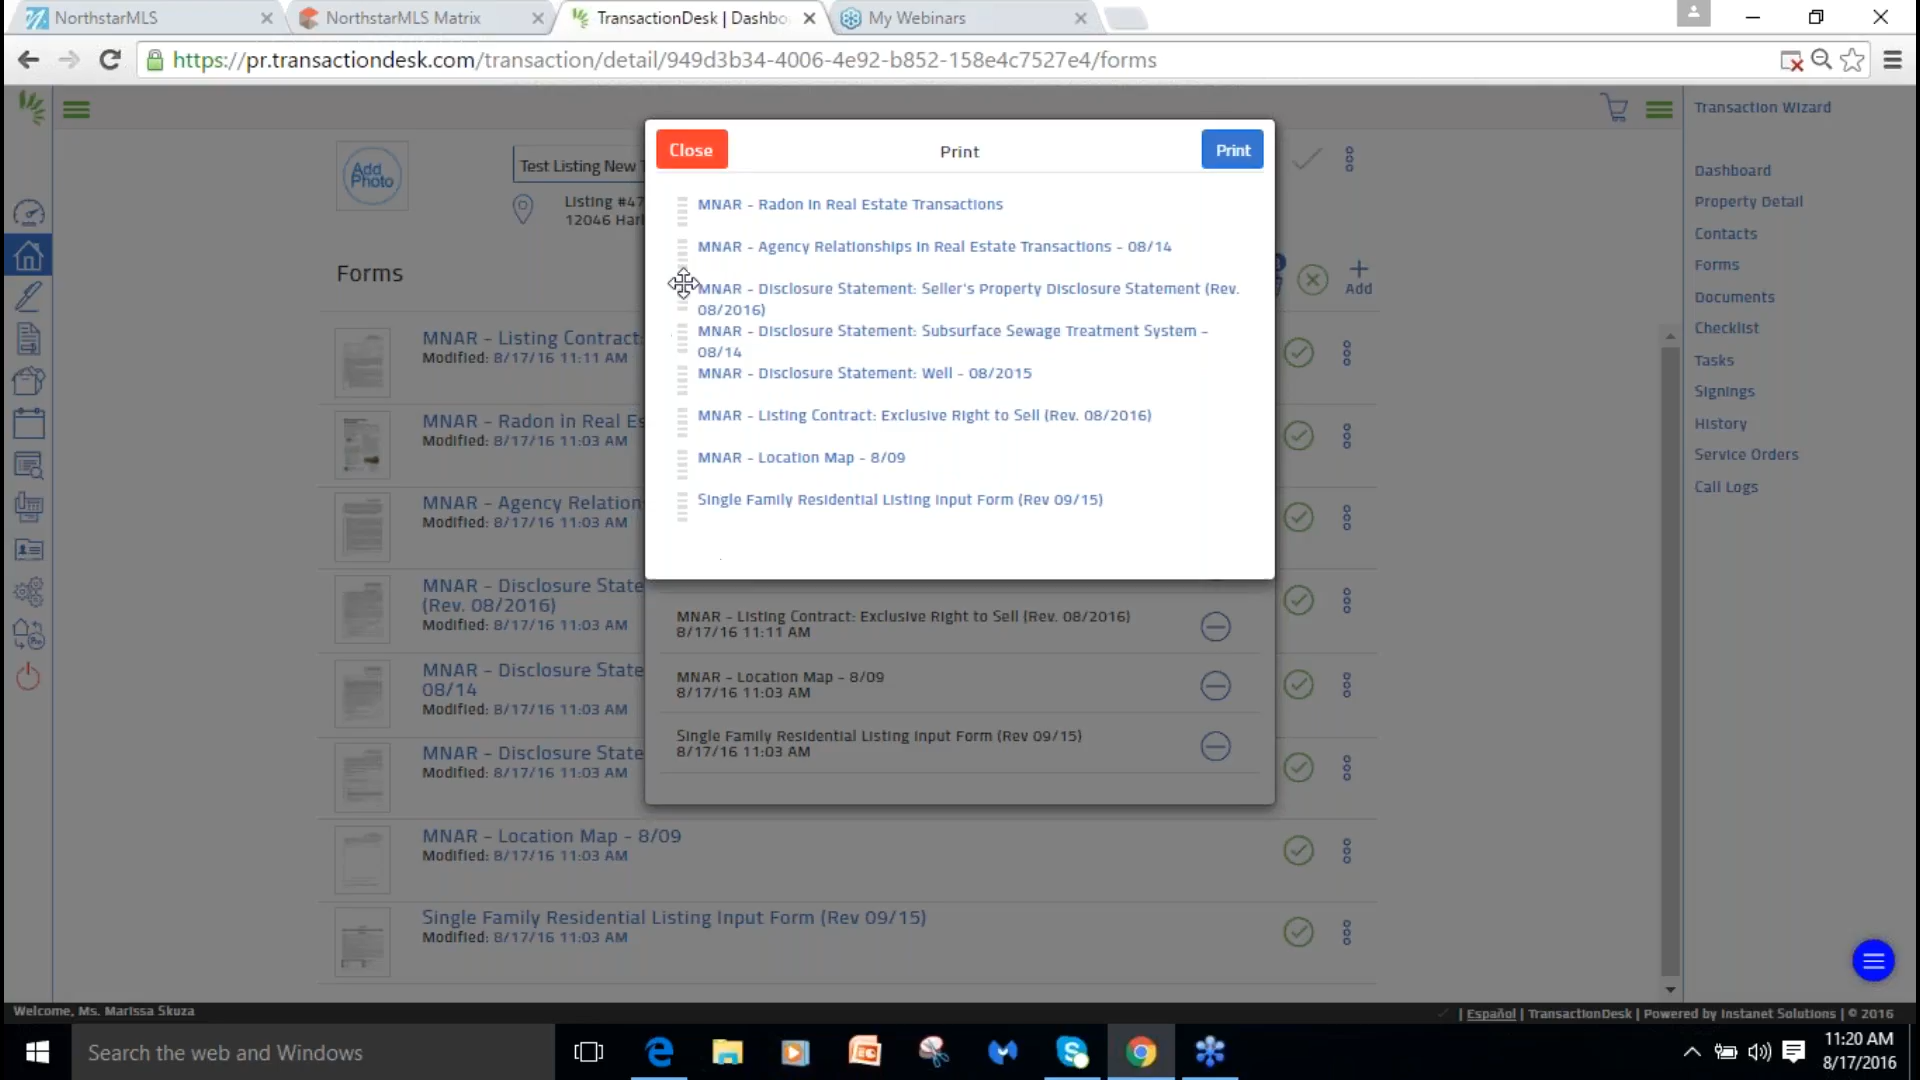 NorthstarMLS
NorthstarMLS Matrix
TransactionDesk | Dashbo
My Webinars
https://pr.transactiondesk.com/transaction/detail/949d3b34-4006-4e92-b852-158e4c7527e4/forms
Transaction Wizard
Dashboard
Property Detail
Contacts
Forms
Documents
Checklist
Tasks
Signings
History
Service Orders
Call Logs
Add
Photo
Test Listing New
Listing #47
12046 Harl
Forms
Add
Close
Print
Print
MNAR - Radon in Real Estate Transactions
MNAR - Agency Relationships in Real Estate Transactions - 08/14
MNAR - Disclosure Statement: Seller's Property Disclosure Statement (Rev.
08/2016)
MNAR - Disclosure Statement: Subsurface Sewage Treatment System -
08/14
MNAR - Disclosure Statement: Well - 08/2015
MNAR - Listing Contract: Exclusive Right to Sell (Rev. 08/2016)
MNAR - Location Map - 8/09
Single Family Residential Listing Input Form (Rev 09/15)
MNAR - Listing Contract: Exclusive Right to Sell (Rev. 08/2016)
8/17/16 11:11 AM
MNAR - Location Map - 8/09
8/17/16 11:03 AM
Single Family Residential Listing Input Form (Rev 09/15)
8/17/16 11:03 AM
MNAR - Listing Contract:
Modified: 8/17/16 11:11 AM
MNAR - Radon in Real Es
Modified: 8/17/16 11:03 AM
MNAR - Agency Relation
Modified: 8/17/16 11:03 AM
MNAR - Disclosure State
(Rev. 08/2016)
Modified: 8/17/16 11:03 AM
MNAR - Disclosure State
08/14
Modified: 8/17/16 11:03 AM
MNAR - Disclosure State
Modified: 8/17/16 11:03 AM
MNAR - Location Map - 8/09
Modified: 8/17/16 11:03 AM
Single Family Residential Listing Input Form (Rev 09/15)
Modified: 8/17/16 11:03 AM
Welcome, Ms. Marissa Skuza
| Español | TransactionDesk | Powered by Instanet Solutions | © 2016
Search the web and Windows
11:20 AM
8/17/2016